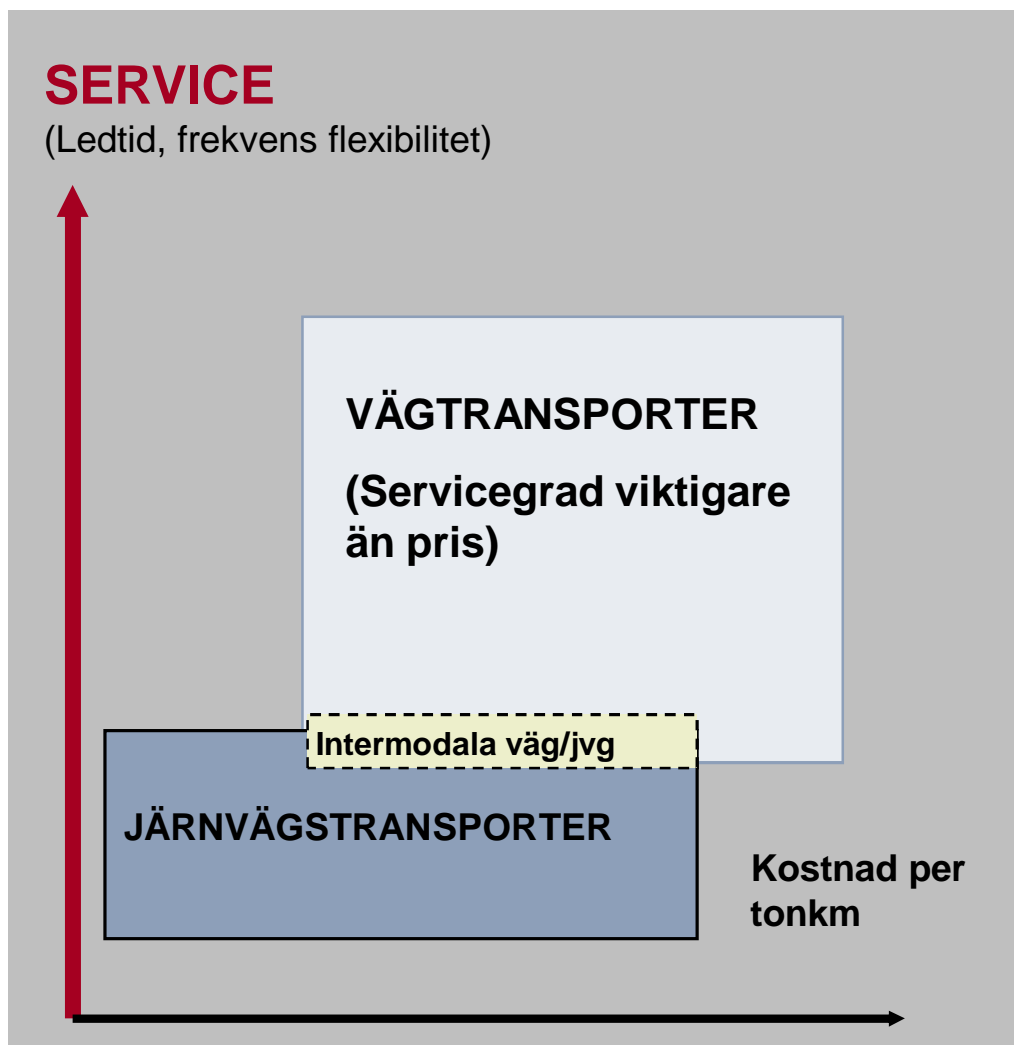 SERVICE
(Ledtid, frekvens flexibilitet)
VÄGTRANSPORTER
(Servicegrad viktigare
än pris)
Intermodala väg/jvg
JÄRNVÄGSTRANSPORTER
Kostnad per
tonkm